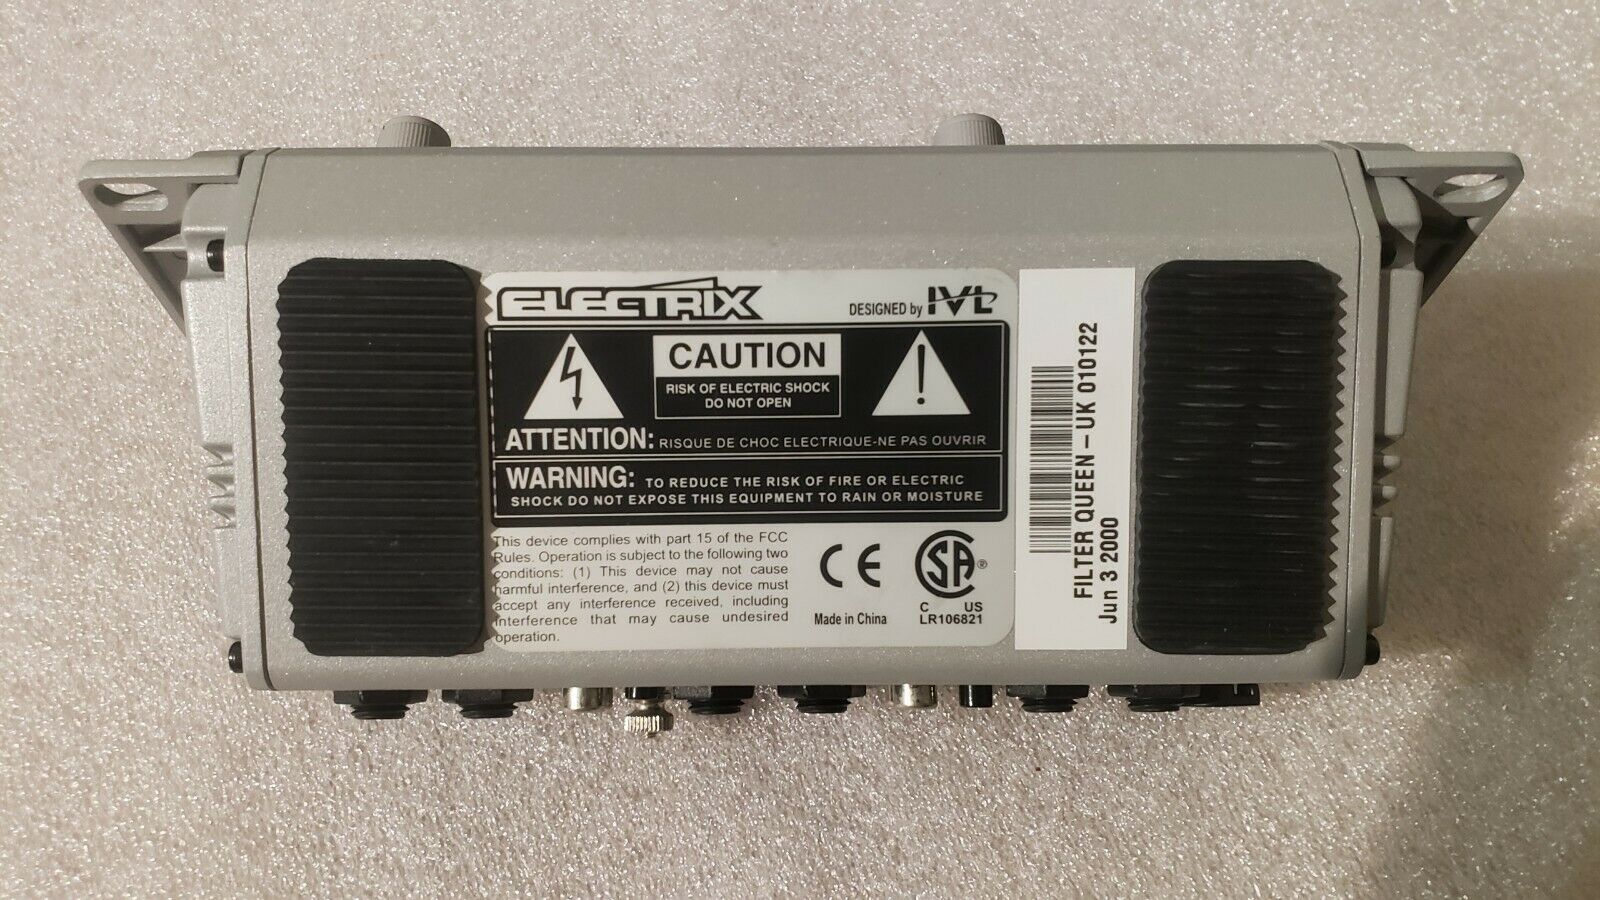 ELECTRIX
DESIGNED by IVL
CAUTION
RISK OF ELECTRIC SHOCK
DO NOT OPEN
ATTENTION: RISQUE DE CHOC ELECTRIQUE-NE PAS OUVRIR
WARNING: TO REDUCE THE RISK OF FIRE OR ELECTRIC
SHOCK DO NOT EXPOSE THIS EQUIPMENT TO RAIN OR MOISTURE
This device complies with part 15 of the FCC
Rules. Operation is subject to the following two
conditions: (1) This device may not cause
harmful interference, and (2) this device must
accept any interference received, including
interference that may cause undesired
operation.
CE
Made in China
SA®
C US
LR106821
FILTER QUEEN - UK 010122
Jun 3 2000